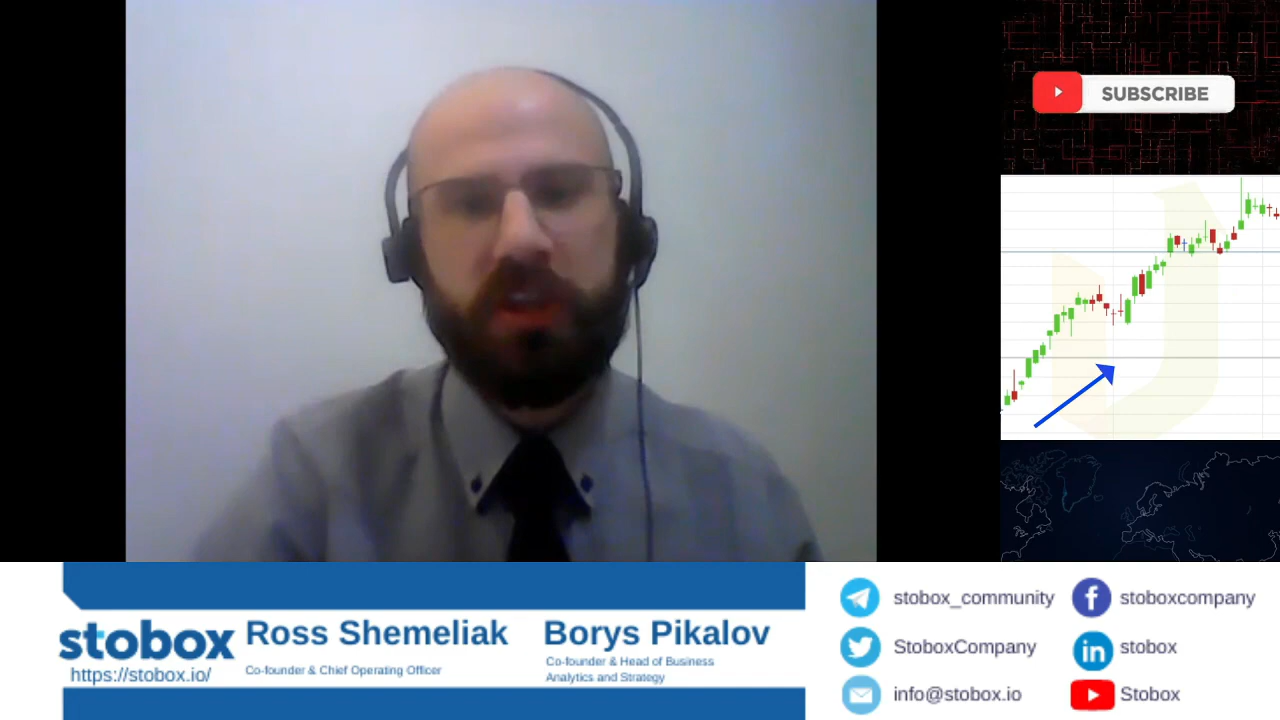 SUBSCRIBE
stobox
https://stobox.io/
Ross Shemeliak
Co-founder & Chief Operating Officer
Borys Pikalov
Co-founder & Head of Business
Analytics and Strategy
stobox_community
stoboxcompany
StoboxCompany
stobox
info@stobox.io
Stobox